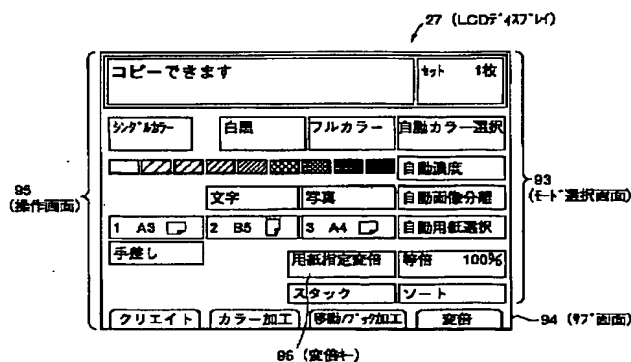 27 (LCDディスプレイ)
コピーできます
セット 1枚
シングルカラー 白黒 フルカラー 自動カラー選択
自動濃度
95 (操作画面)
93 (モード選択画面)
文字 写真 自動画像分離
1 A3 2 B5 3 A4 自動用紙選択
手差し 用紙指定変倍 等倍 100%
スタック ソート
クリエイト カラー加工 移動/ブック加工 変倍
94 (サブ画面)
96 (変倍キー)